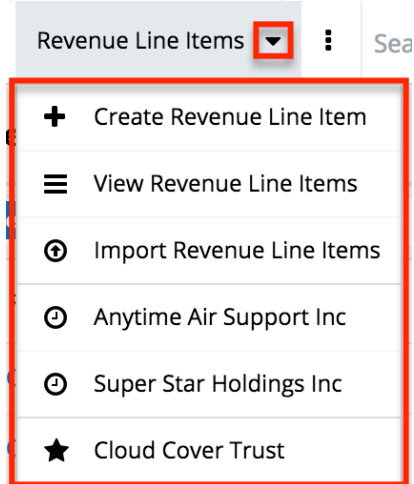 Revenue Line Items
Sea
Create Revenue Line Item
View Revenue Line Items
Import Revenue Line Items
Anytime Air Support Inc
Super Star Holdings Inc
Cloud Cover Trust